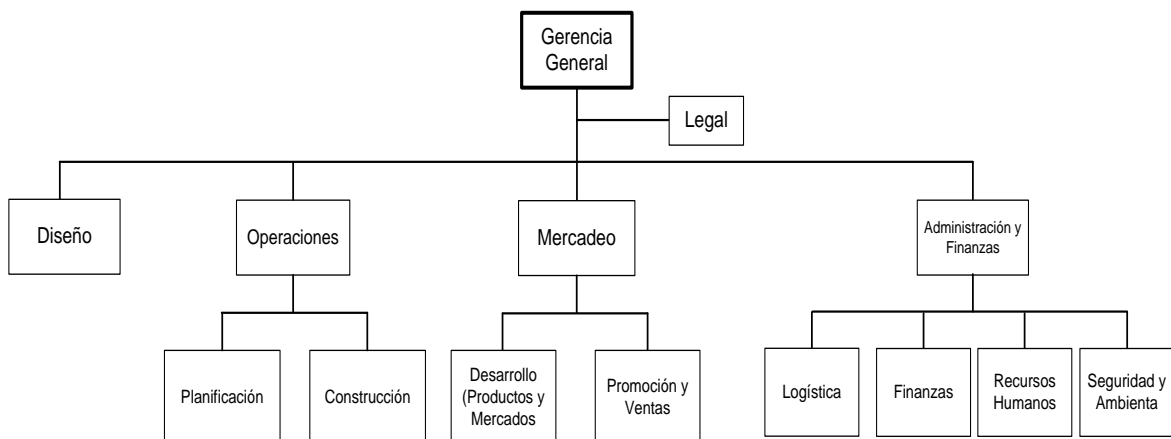 Gerencia
General
Legal
Diseño
Operaciones
Mercadeo
Administración y
Finanzas
Planificación
Construcción
Desarrollo
(Productos y
Mercados
Promoción y
Ventas
Logística
Finanzas
Recursos
Humanos
Seguridad y
Ambienta